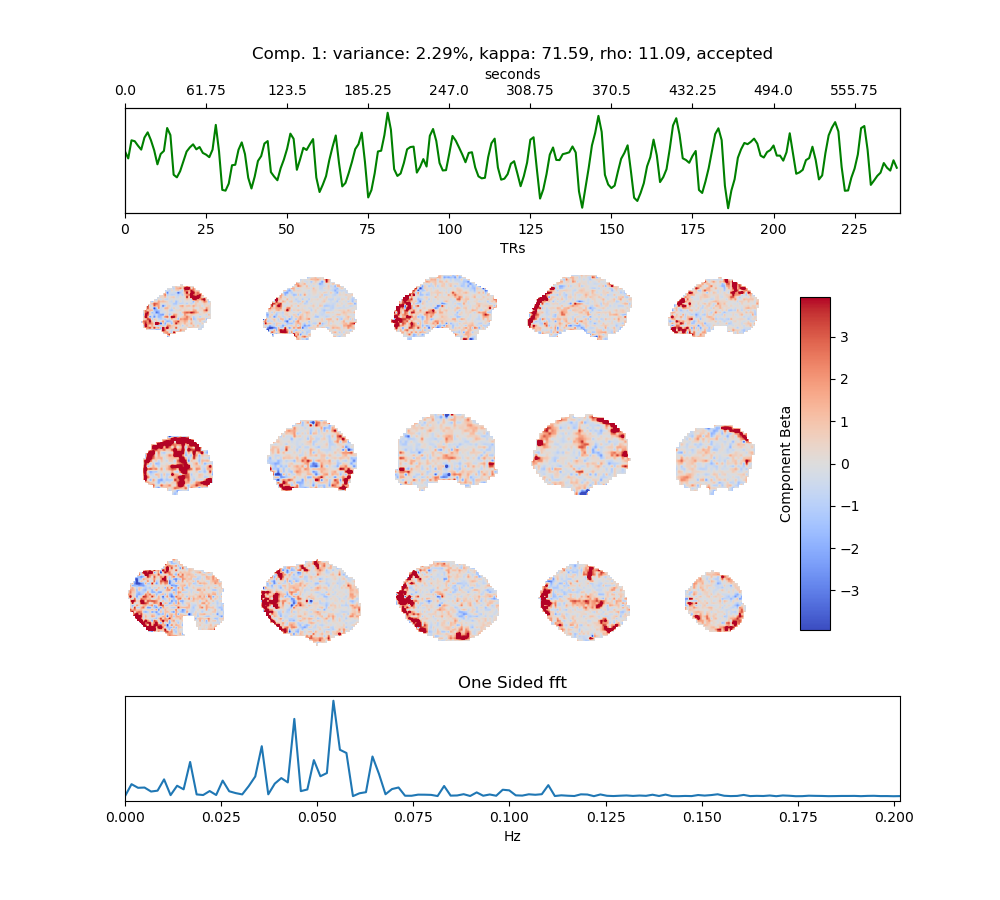 Comp. 1: variance: 2.29%, kappa: 71.59, rho: 11.09, accepted
seconds
0.0 61.75 123.5 185.25 247.0 308.75 370.5 432.25 494.0 555.75
0 25 50 75 100 125 150 175 200 225
TRs
3
2
1
0
−1
−2
−3
Component Beta
One Sided fft
0.000 0.025 0.050 0.075 0.100 0.125 0.150 0.175 0.200
Hz